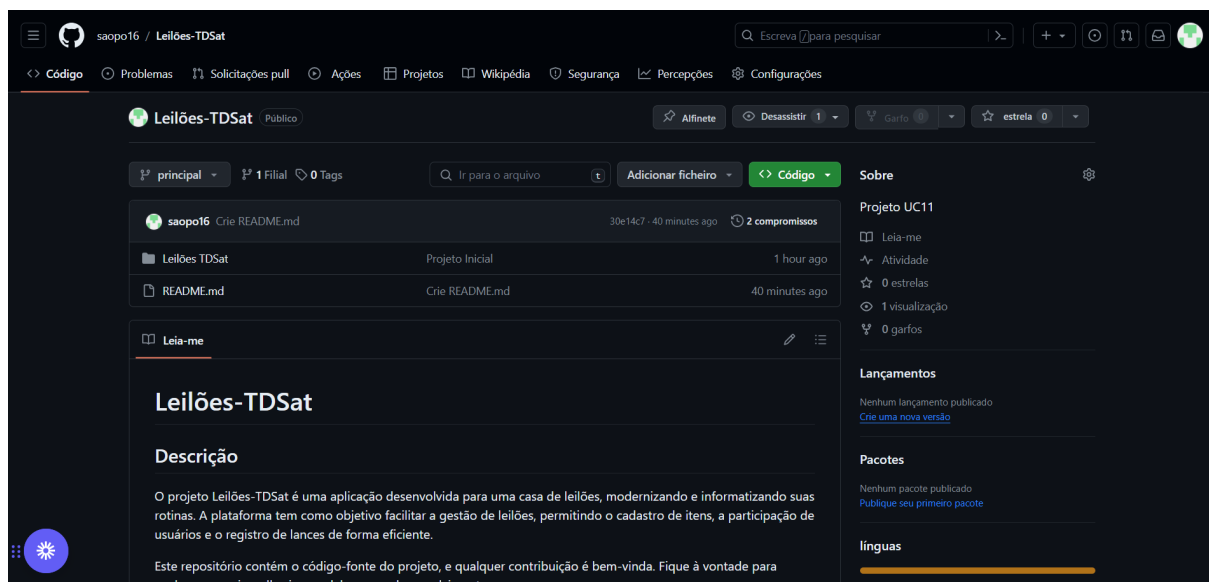 saopo16 / Leilões-TDSat
Escreva / para pesquisar
Código Problemas Solicitações pull Ações Projetos Wikipédia Segurança Percepções Configurações
Leilões-TDSat Público
Alfinete Desassistir 1 Garfo 0 estrela 0
principal 1 Filial 0 Tags
Ir para o arquivo t Adicionar ficheiro Código
saopo16 Crie README.md 30e14c7 · 40 minutes ago 2 compromissos
Leilões TDSat Projeto Inicial 1 hour ago
README.md Crie README.md 40 minutes ago
Leia-me
Leilões-TDSat
Descrição
O projeto Leilões-TDSat é uma aplicação desenvolvida para uma casa de leilões, modernizando e informatizando suas
rotinas. A plataforma tem como objetivo facilitar a gestão de leilões, permitindo o cadastro de itens, a participação de
usuários e o registro de lances de forma eficiente.
Este repositório contém o código-fonte do projeto, e qualquer contribuição é bem-vinda. Fique à vontade para
Sobre
Projeto UC11
Leia-me
Atividade
0 estrelas
1 visualização
0 garfos
Lançamentos
Nenhum lançamento publicado
Crie uma nova versão
Pacotes
Nenhum pacote publicado
Publique seu primeiro pacote
línguas